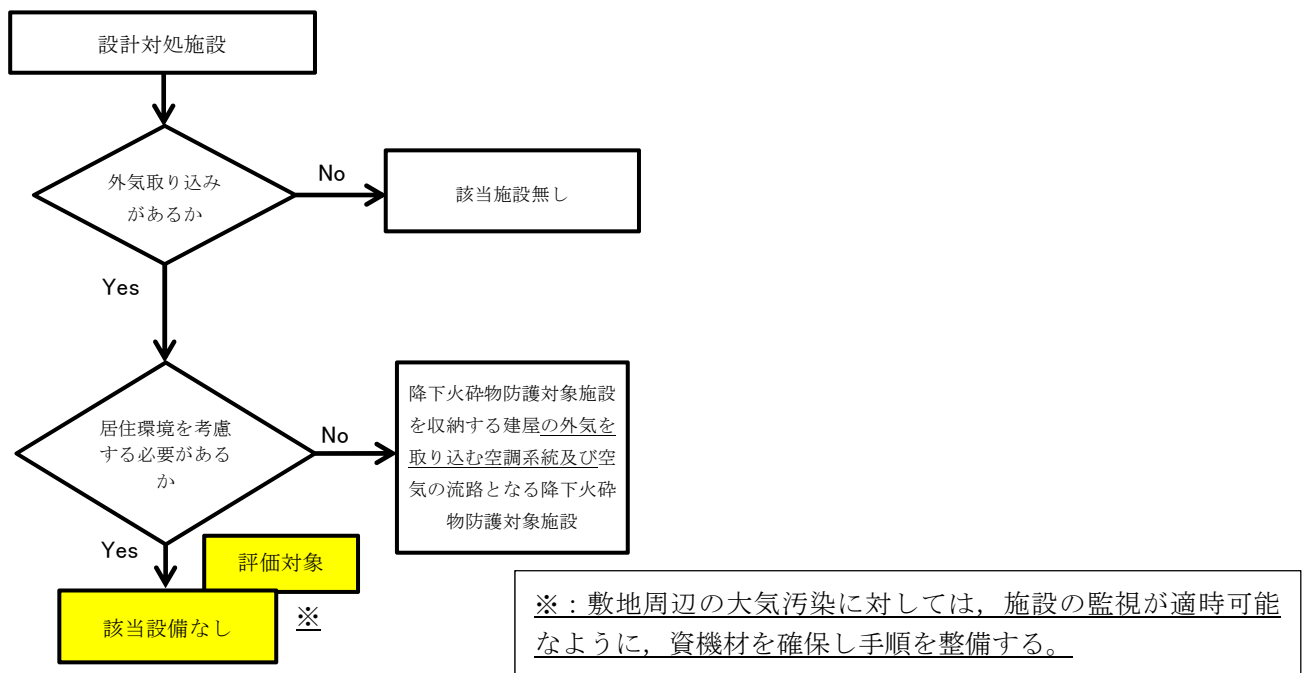 設計対処施設
外気取り込み
があるか
No
該当施設無し
Yes
居住環境を考慮
する必要がある
か
No
降下火砕物防護対象施設
を収納する建屋の外気を
取り込む空調系統及び空
気の流路となる降下火砕
物防護対象施設
Yes
評価対象
該当設備なし
※
※：敷地周辺の大気汚染に対しては，施設の監視が適時可能
なように，資機材を確保し手順を整備する。